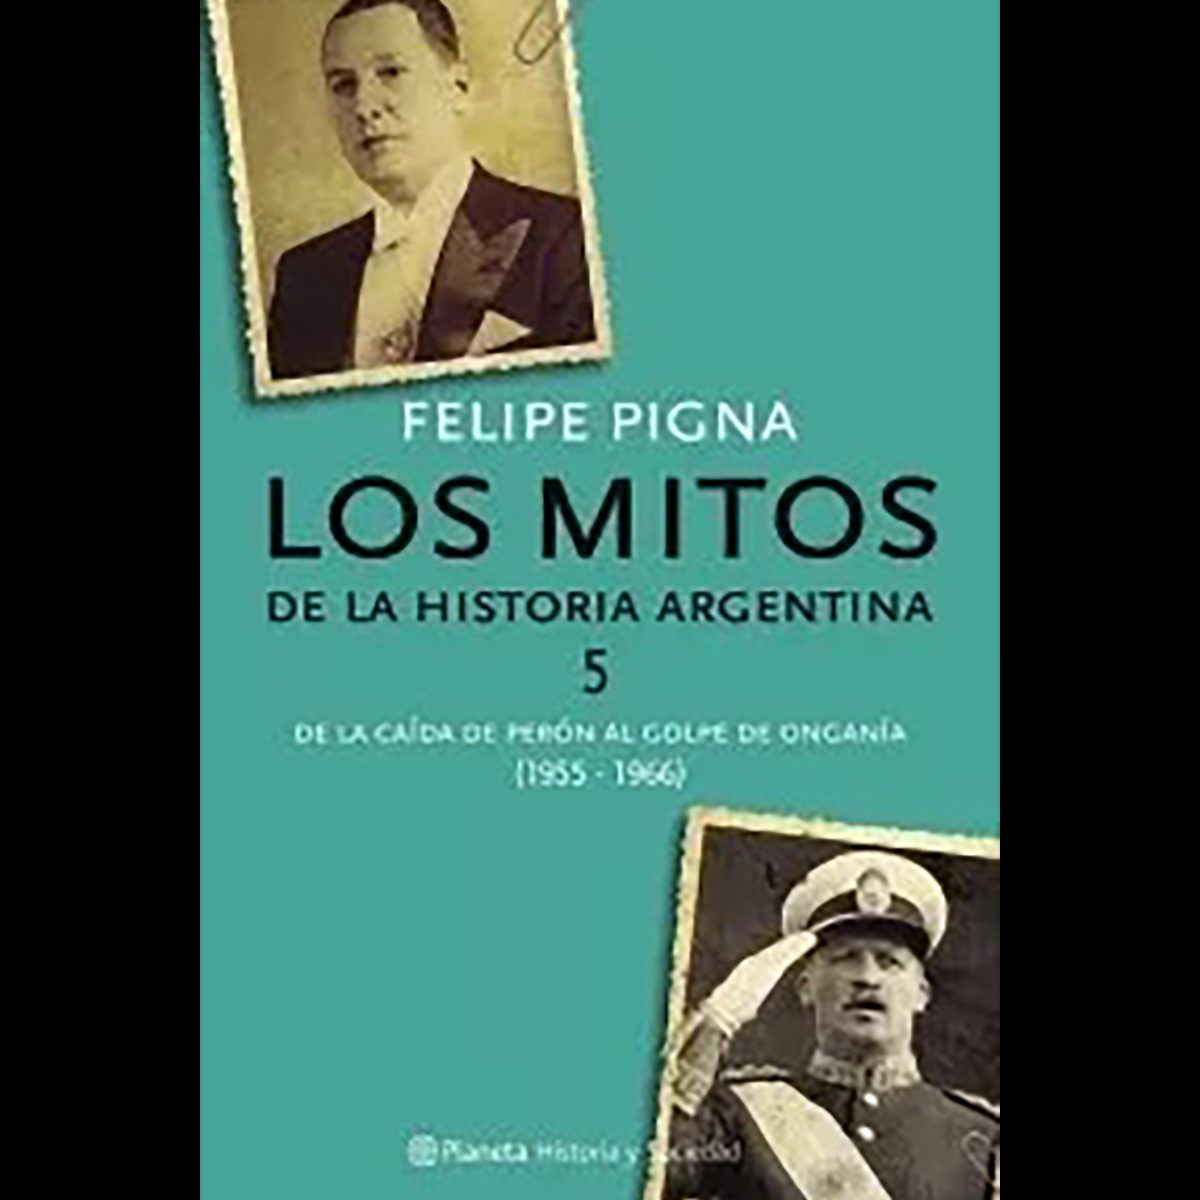 FELIPE PIGNA
LOS MITOS
DE LA HISTORIA ARGENTINA
5
DE LA CAÍDA DE PERÓN AL GOLPE DE ONGANÍA
(1955 - 1966)
Planeta Historia y Sociedad